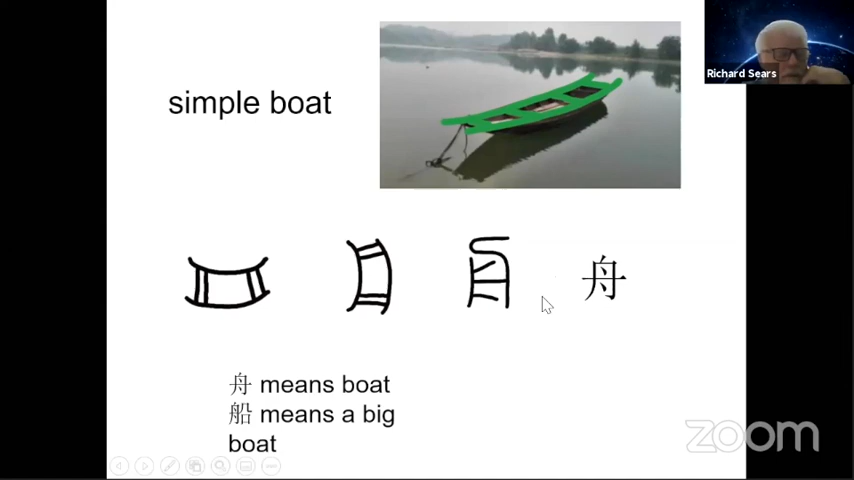 Richard Sears
simple boat
舟
舟 means boat
船 means a big
boat
zoom